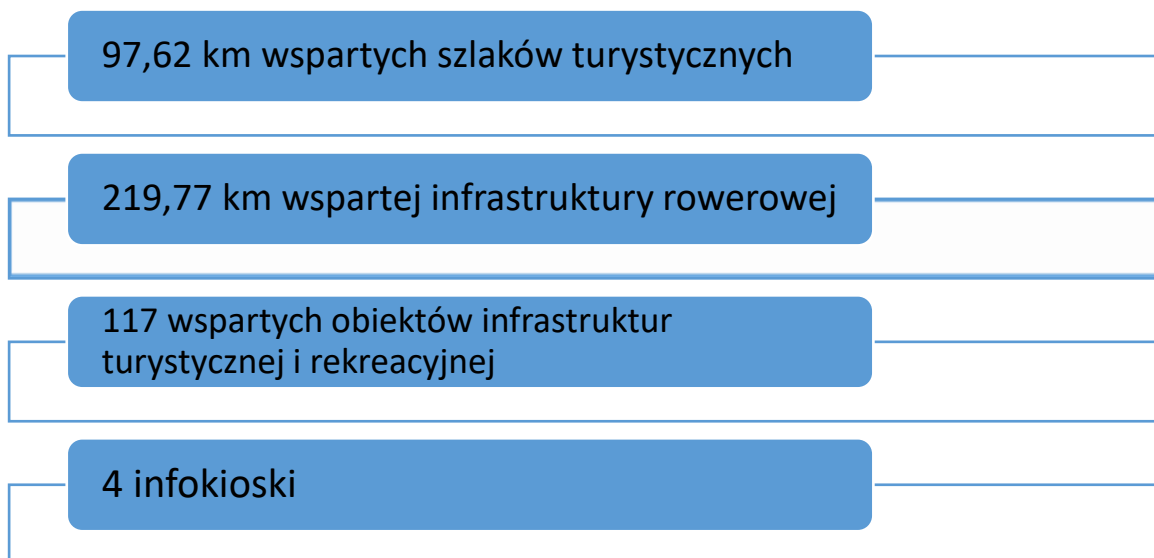 97,62 km wspartych szlaków turystycznych
219,77 km wspartej infrastruktury rowerowej
117 wspartych obiektów infrastruktur
turystycznej i rekreacyjnej
4 infokioski